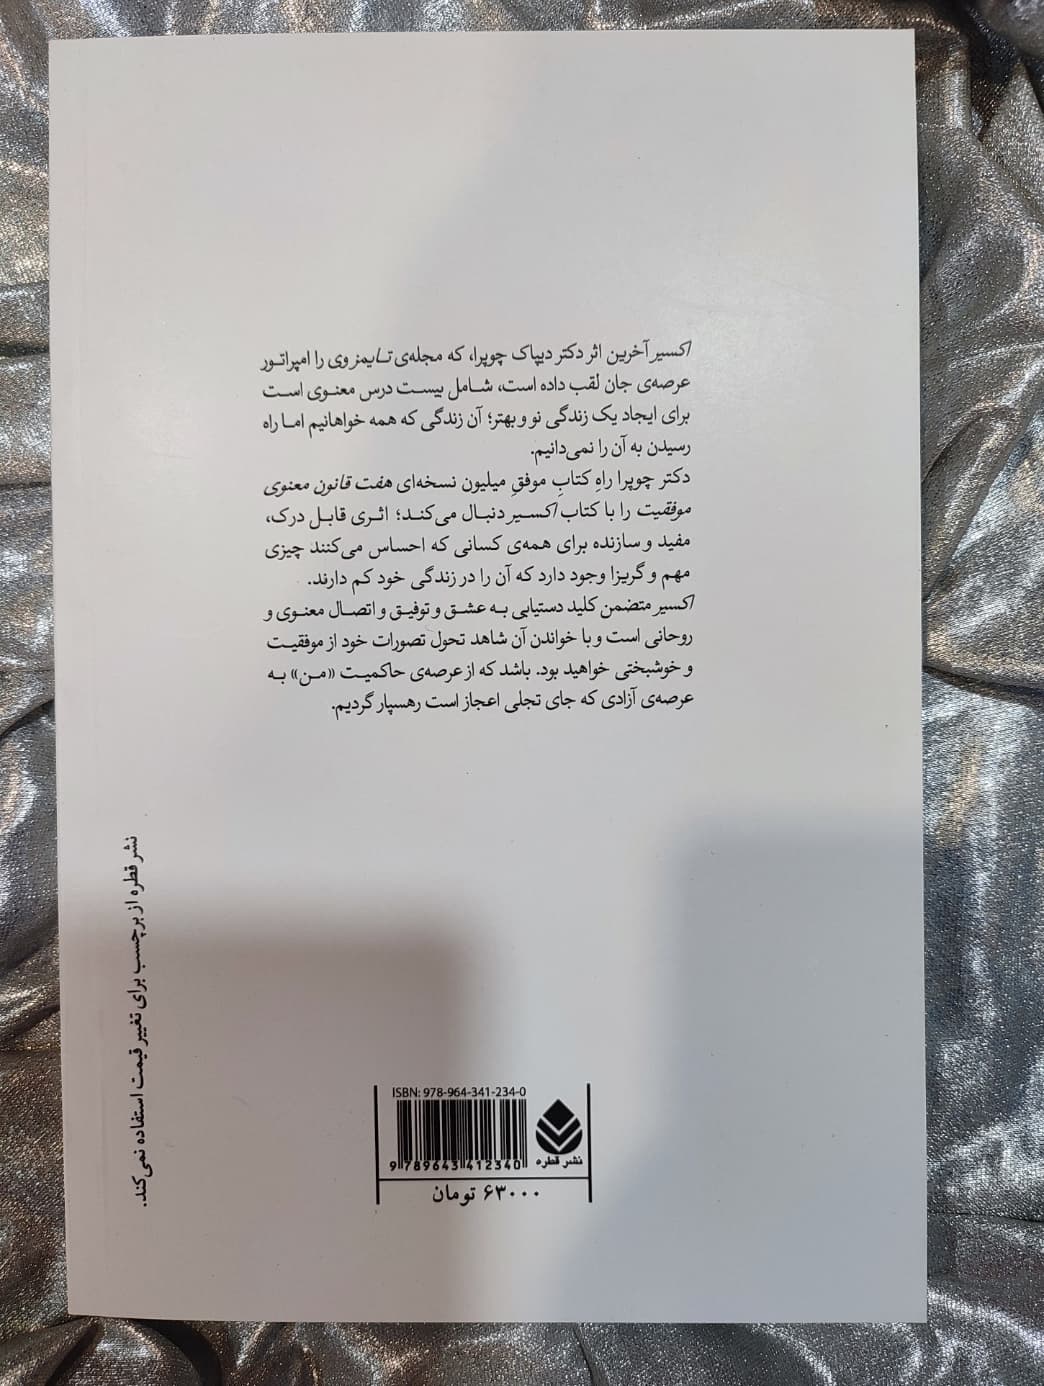 اکسیر آخرین اثر دکتر دیپاک چوپرا، که مجله‌ی تایمز وی را امپراتور
عرصه‌ی جان لقب داده است، شامل بیست درس معنوی است
برای ایجاد یک زندگی نو و بهتر؛ آن زندگی که همه خواهانیم اما راه
رسیدن به آن را نمی‌دانیم.
دکتر چوپرا راهِ کتابِ موفقِ میلیون نسخه‌ای هفت قانون معنوی
موفقیت را با کتاب اکسیر دنبال می‌کند؛ اثری قابل درک،
مفید و سازنده برای همه‌ی کسانی که احساس می‌کنند چیزی
مهم و گریزا وجود دارد که آن را در زندگی خود کم دارند.
اکسیر متضمن کلید دستیابی به عشق و توفیق و اتصال معنوی و
روحانی است و با خواندن آن شاهد تحول تصورات خود از موفقیت
و خوشبختی خواهید بود. باشد که از عرصه‌ی حاکمیت «من» به
عرصه‌ی آزادی که جای تجلی اعجاز است رهسپار گردیم.
نشر قطره از برچسب برای تغییر قیمت استفاده نمی‌کند.
ISBN: 978-964-341-234-0
9 789643 412340
نشر قطره
۶۳۰۰۰ تومان